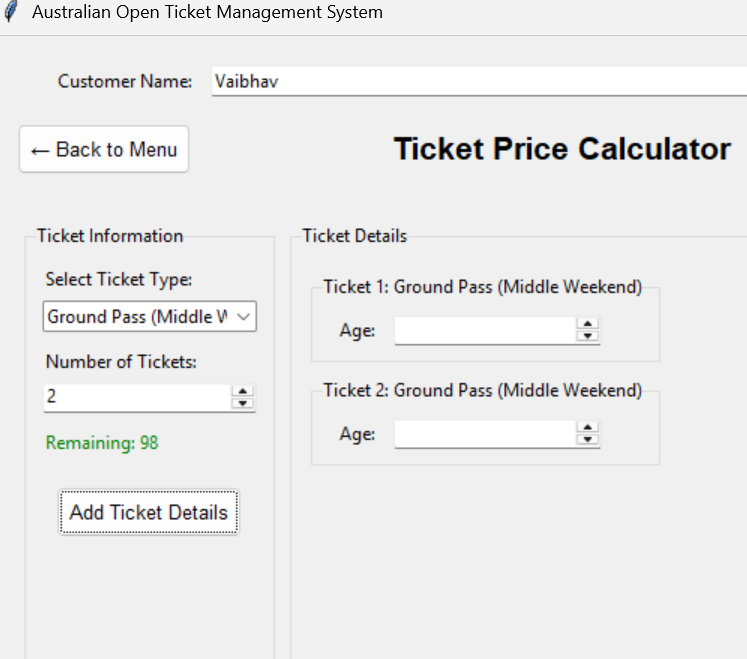 Australian Open Ticket Management System
Customer Name: Vaibhav
← Back to Menu
Ticket Price Calculator
Ticket Information
Select Ticket Type:
Ground Pass (Middle W
Number of Tickets:
2
Remaining: 98
Add Ticket Details
Ticket Details
Ticket 1: Ground Pass (Middle Weekend)
Age:
Ticket 2: Ground Pass (Middle Weekend)
Age: